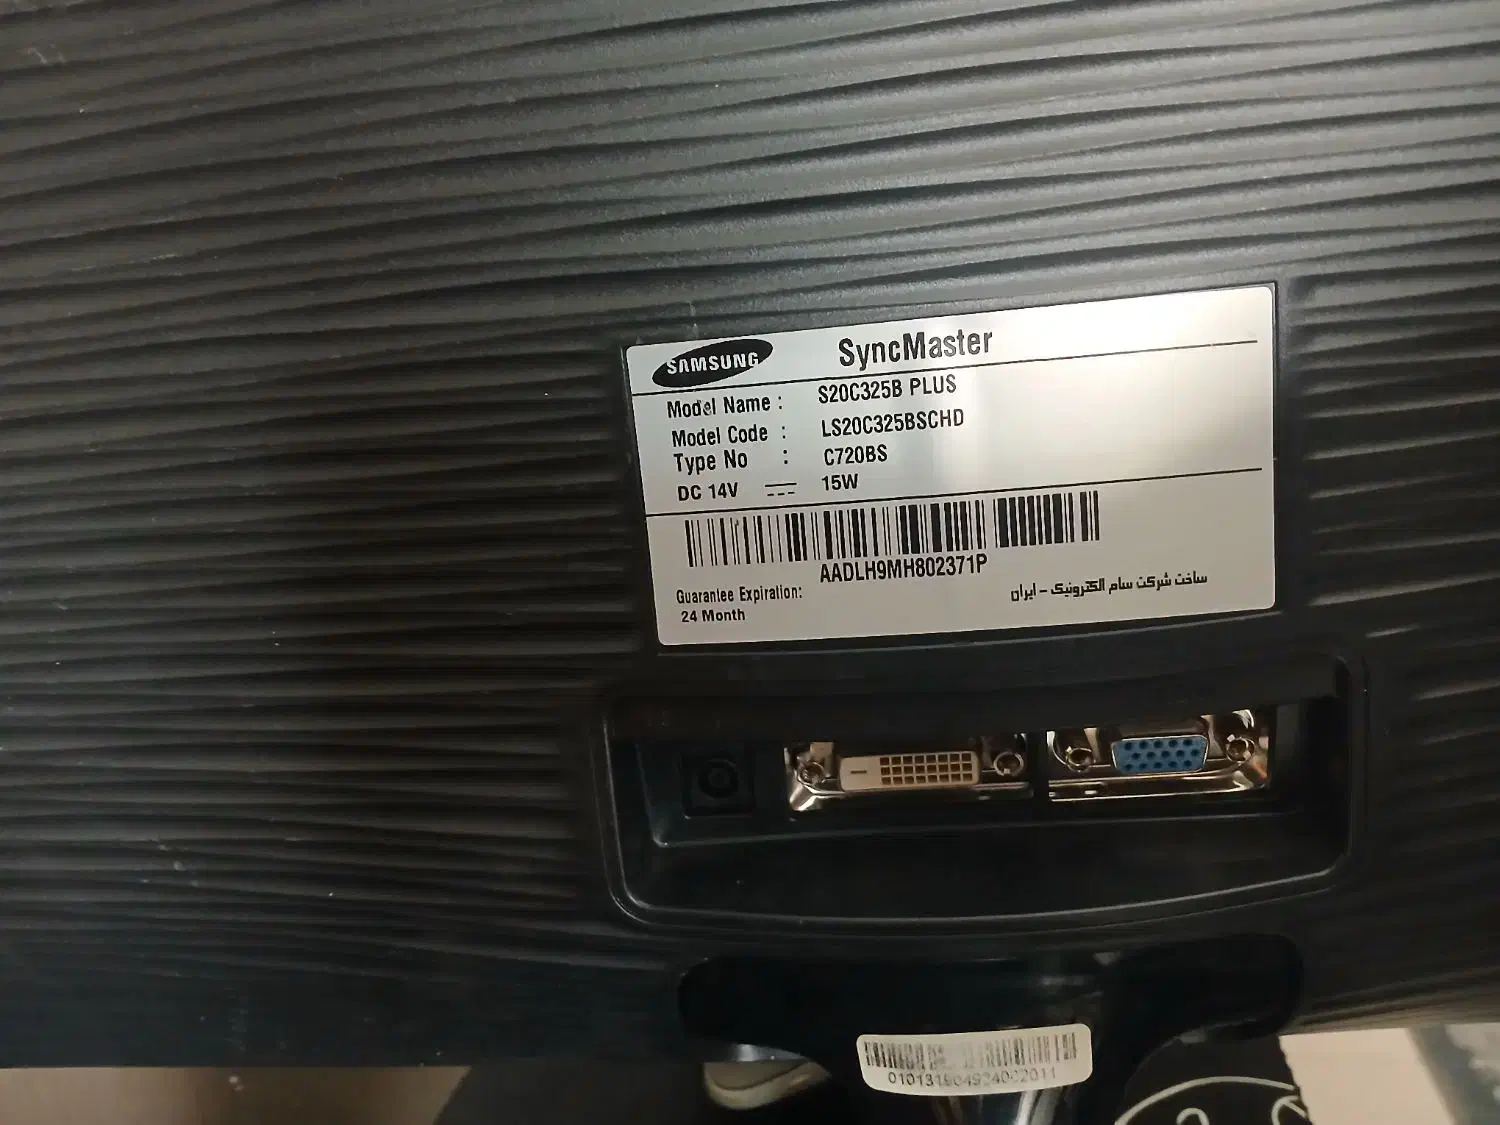 SAMSUNG SyncMaster
Model Name : S20C325B PLUS
Model Code : LS20C325BSCHD
Type No : C720BS
DC 14V 15W
AADLH9MH802371P
Guarantee Expiration:
24 Month
ساخت شرکت سام الکترونیک - ایران